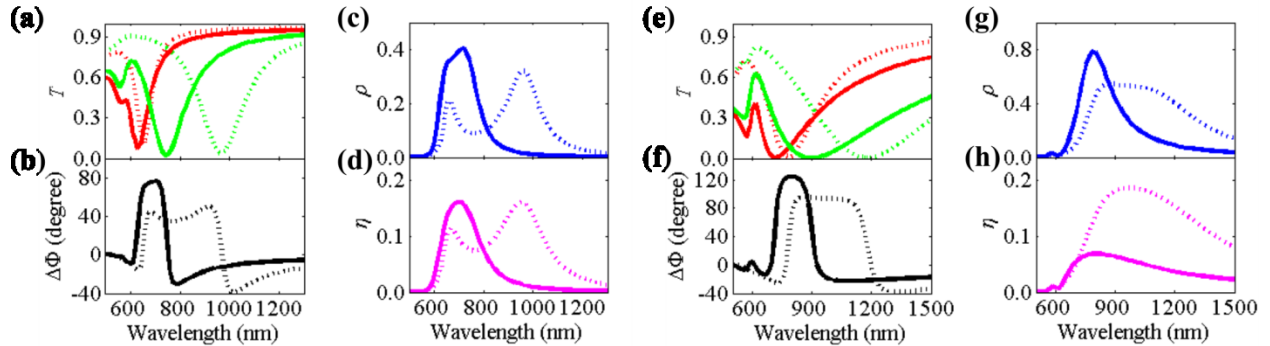 (a)
0.9
0.6
0.3
0.0
T
(b)
80
40
0
-40
ΔΦ (degree)
600 800 1000 1200
Wavelength (nm)
(c)
0.4
0.2
0.0
ρ
(d)
0.2
0.1
0.0
η
600 800 1000 1200
Wavelength (nm)
(e)
0.9
0.6
0.3
0.0
T
(f)
120
80
40
0
-40
ΔΦ (degree)
600 900 1200 1500
Wavelength (nm)
(g)
0.8
0.4
0.0
ρ
(h)
0.2
0.1
0.0
η
600 900 1200 1500
Wavelength (nm)